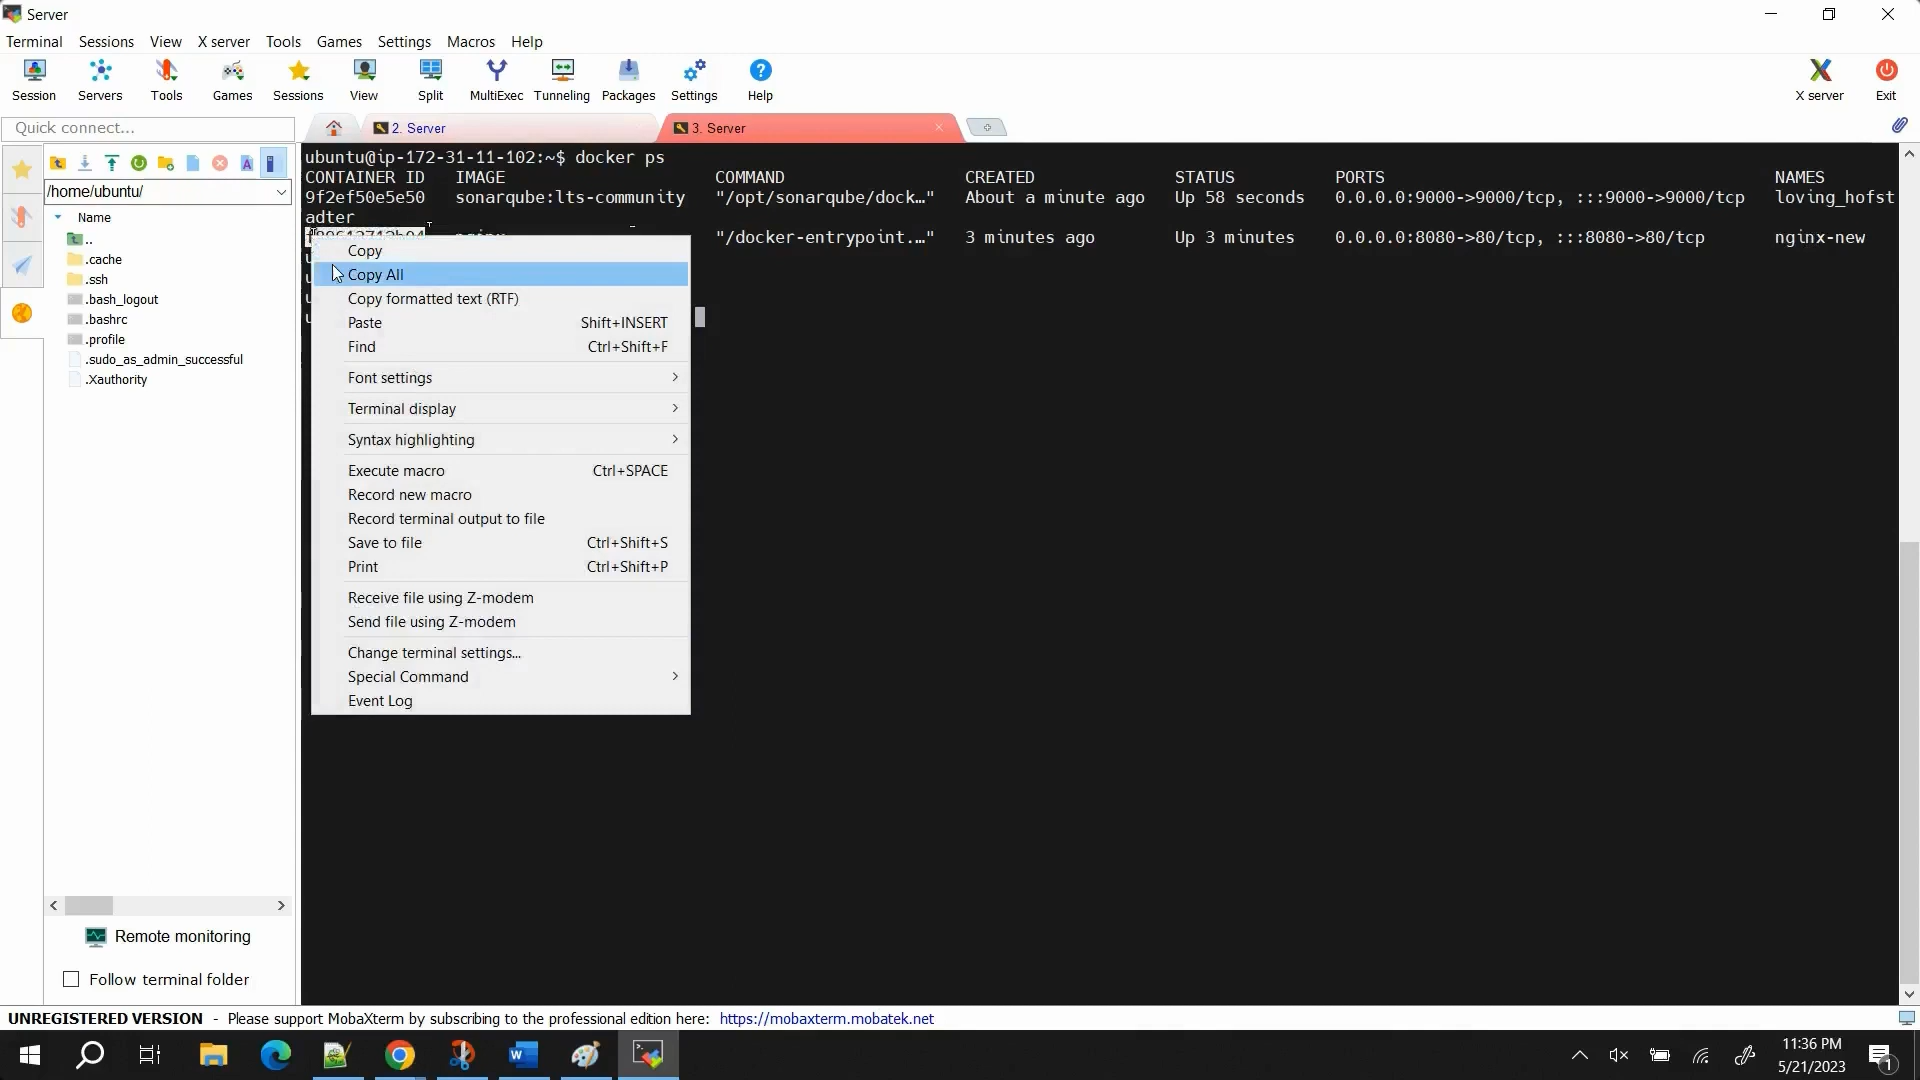 Server
Terminal Sessions View X server Tools Games Settings Macros Help
Session Servers Tools Games Sessions View Split MultiExec Tunneling Packages Settings Help X server Exit
Quick connect... 2. Server 3. Server
/home/ubuntu/
Name
..
.cache
.ssh
.bash_logout
.bashrc
.profile
.sudo_as_admin_successful
.Xauthority
Remote monitoring
Follow terminal folder
ubuntu@ip-172-31-11-102:~$ docker ps
CONTAINER ID IMAGE COMMAND CREATED STATUS PORTS NAMES
9f2ef50e5e50 sonarqube:lts-community "/opt/sonarqube/dock…" About a minute ago Up 58 seconds 0.0.0.0:9000->9000/tcp, :::9000->9000/tcp loving_hofst
adter
"/docker-entrypoint.…" 3 minutes ago Up 3 minutes 0.0.0.0:8080->80/tcp, :::8080->80/tcp nginx-new
Copy
Copy All
Copy formatted text (RTF)
Paste Shift+INSERT
Find Ctrl+Shift+F
Font settings
Terminal display
Syntax highlighting
Execute macro Ctrl+SPACE
Record new macro
Record terminal output to file
Save to file Ctrl+Shift+S
Print Ctrl+Shift+P
Receive file using Z-modem
Send file using Z-modem
Change terminal settings...
Special Command
Event Log
UNREGISTERED VERSION - Please support MobaXterm by subscribing to the professional edition here: https://mobaxterm.mobatek.net
11:36 PM
5/21/2023
1